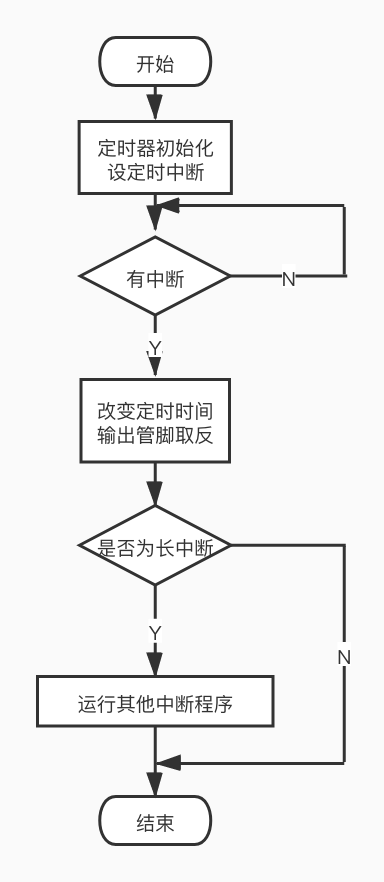 开始
定时器初始化
设定时中断
有中断
N
Y
改变定时时间
输出管脚取反
是否为长中断
Y
N
运行其他中断程序
结束